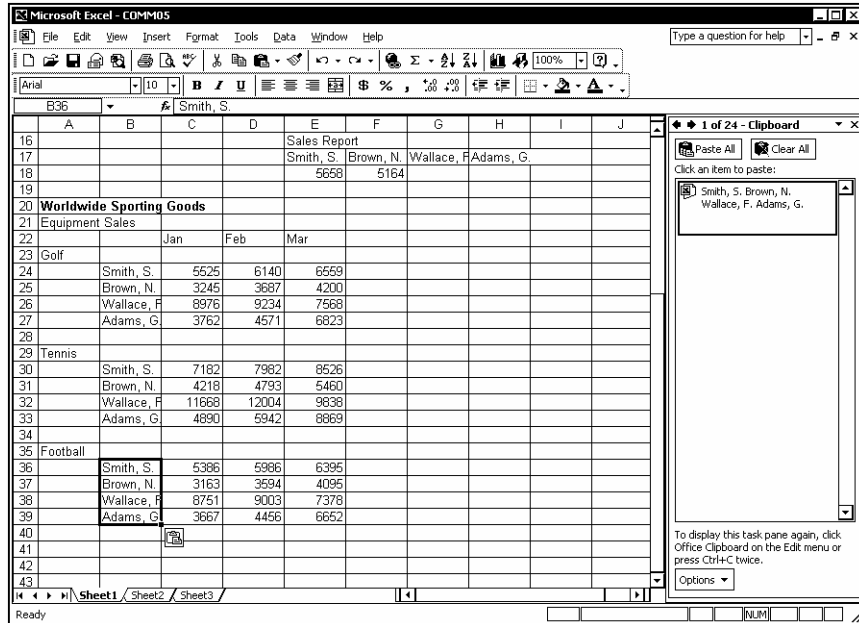 Microsoft Excel - COMM05
File Edit View Insert Format Tools Data Window Help Type a question for help
100%
Arial 10 B I U $ % ,
B36 fx Smith, S.
A B C D E F G H I J
16 Sales Report
17 Smith, S. Brown, N. Wallace, F Adams, G.
18 5658 5164
19
20 Worldwide Sporting Goods
21 Equipment Sales
22 Jan Feb Mar
23 Golf
24 Smith, S. 5525 6140 6559
25 Brown, N. 3245 3687 4200
26 Wallace, F 8976 9234 7568
27 Adams, G. 3762 4571 6823
28
29 Tennis
30 Smith, S. 7182 7982 8526
31 Brown, N. 4218 4793 5460
32 Wallace, F 11668 12004 9838
33 Adams, G. 4890 5942 8869
34
35 Football
36 Smith, S. 5386 5986 6395
37 Brown, N. 3163 3594 4095
38 Wallace, F 8751 9003 7378
39 Adams, G. 3667 4456 6652
40
41
42
43
Sheet1 Sheet2 Sheet3
Ready NUM
1 of 24 - Clipboard
Paste All Clear All
Click an item to paste:
Smith, S. Brown, N.
Wallace, F. Adams, G.
To display this task pane again, click
Office Clipboard on the Edit menu or
press Ctrl+C twice.
Options